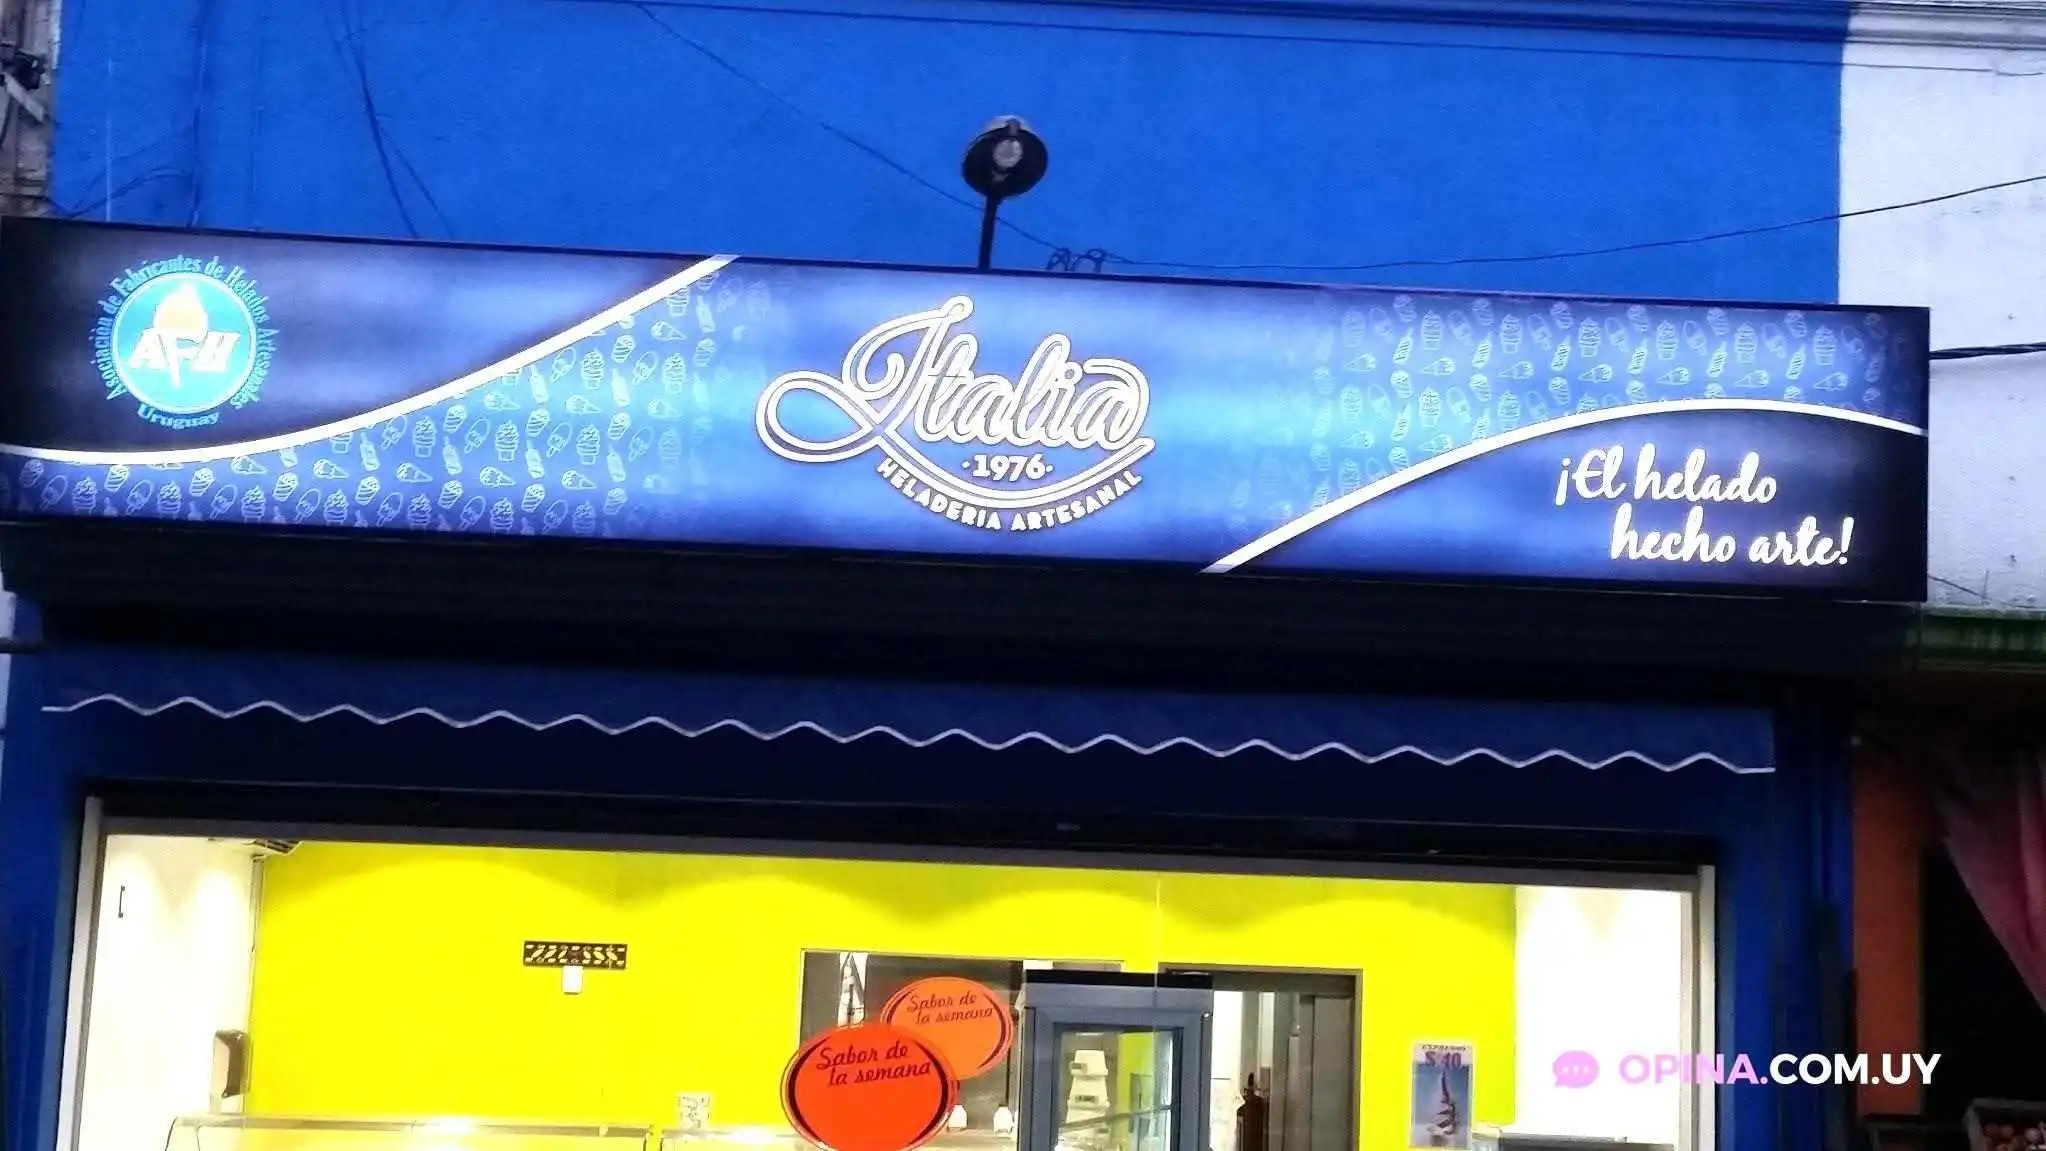 Asociaciòn de Fabricantes de Helados Artesanales
AFH
Uruguay
Italia
·1976·
HELADERIA ARTESANAL
¡El helado
hecho arte!
Sabor de
la semana
Sabor de
la semana
$ 40
OPINA.COM.UY